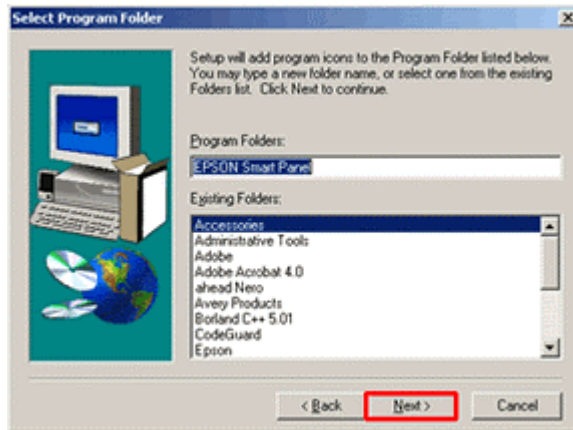 Select Program Folder
Setup will add program icons to the Program Folder listed below.
You may type a new folder name, or select one from the existing
Folders list. Click Next to continue.
Program Folders:
EPSON Smart Panel
Existing Folders:
Accessories
Administrative Tools
Adobe
Adobe Acrobat 4.0
ahead Nero
Avery Products
Borland C++ 5.01
CodeGuard
Epson
< Back
Next >
Cancel